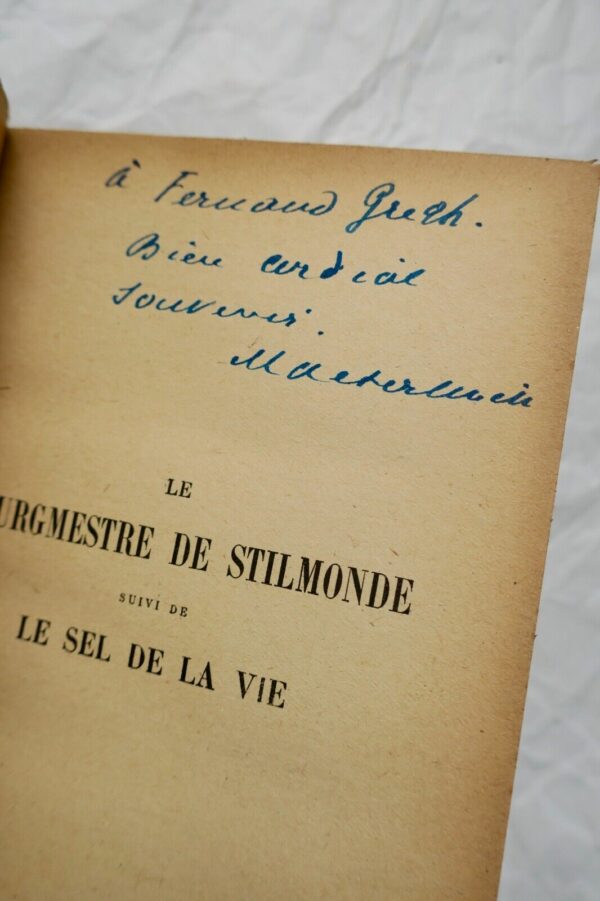 à Fernand Gregh.
Bien cordial
souvenir.
Maeterlinck
LE
URGMESTRE DE STILMONDE
SUIVI DE
LE SEL DE LA VIE